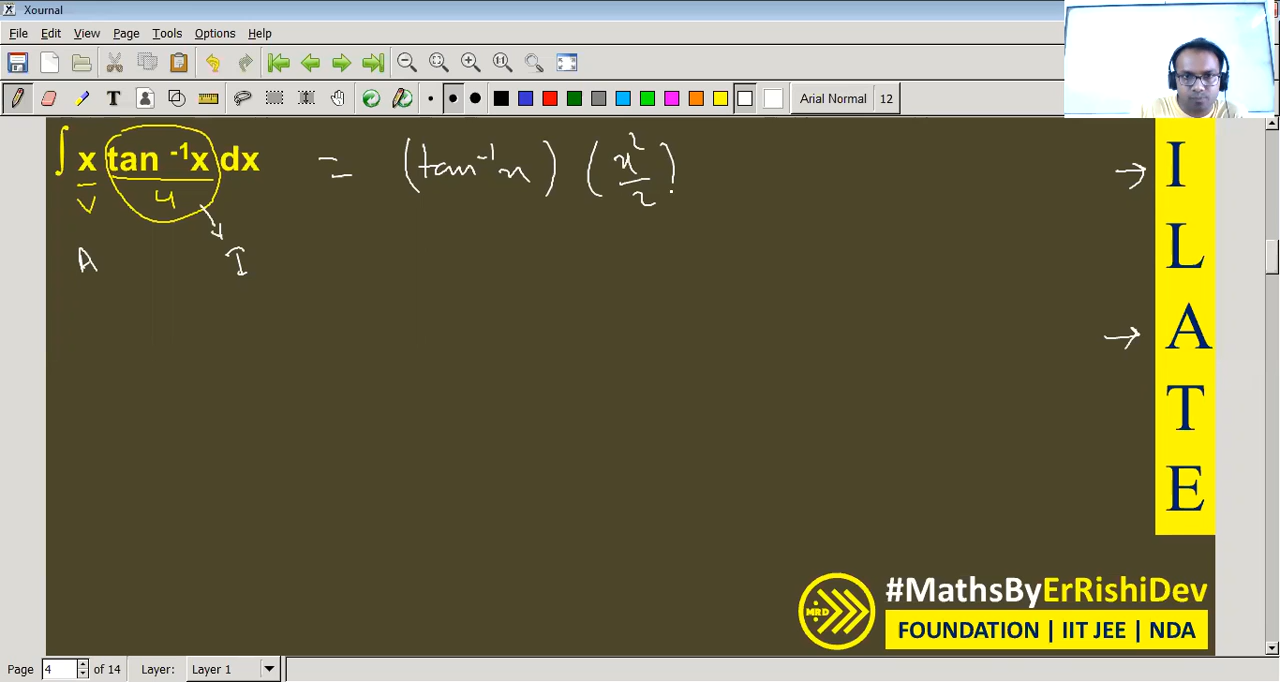 Xournal
File Edit View Page Tools Options Help
Arial Normal 12
∫ x tan ⁻¹x dx = (tan⁻¹x) (x²/2)
v u
A I
→ I
L
→ A
T
E
MRD
#MathsByErRishiDev
FOUNDATION | IIT JEE | NDA
Page 4 of 14 Layer: Layer 1